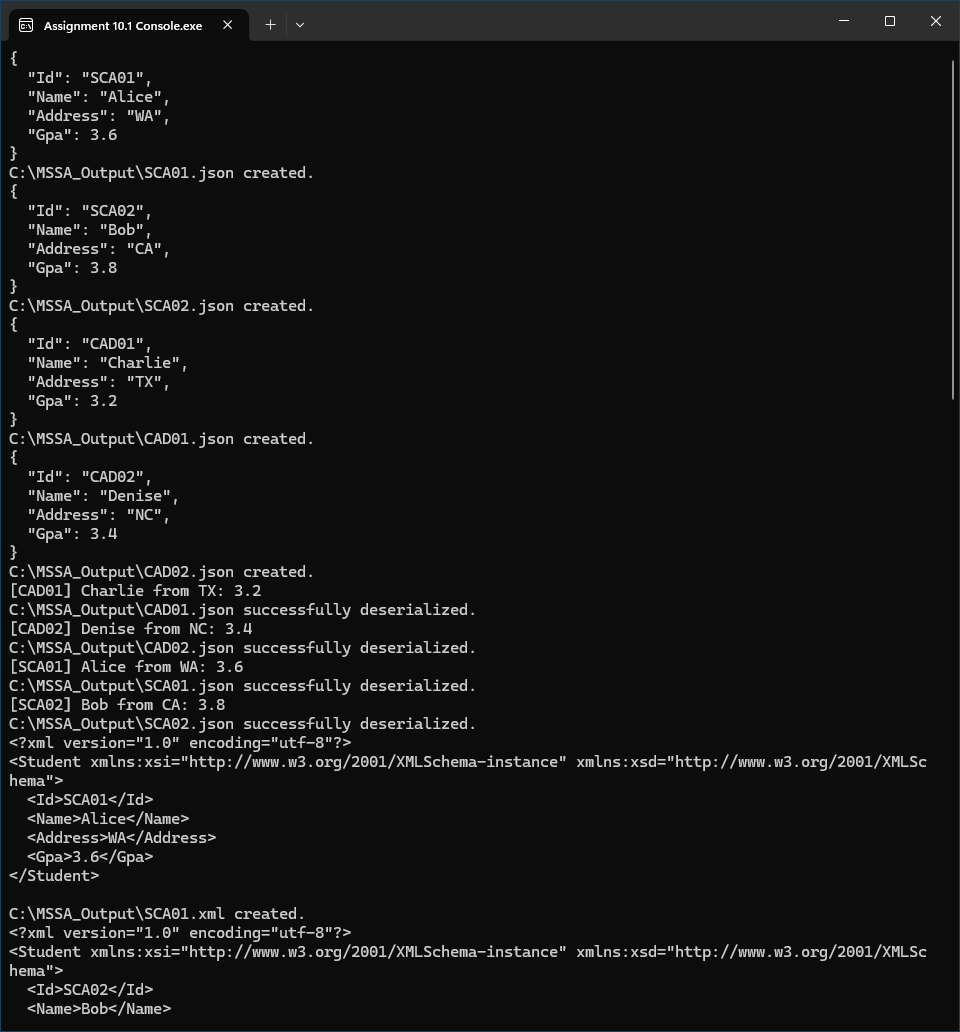 Assignment 10.1 Console.exe
{
  "Id": "SCA01",
  "Name": "Alice",
  "Address": "WA",
  "Gpa": 3.6
}
C:\MSSA_Output\SCA01.json created.
{
  "Id": "SCA02",
  "Name": "Bob",
  "Address": "CA",
  "Gpa": 3.8
}
C:\MSSA_Output\SCA02.json created.
{
  "Id": "CAD01",
  "Name": "Charlie",
  "Address": "TX",
  "Gpa": 3.2
}
C:\MSSA_Output\CAD01.json created.
{
  "Id": "CAD02",
  "Name": "Denise",
  "Address": "NC",
  "Gpa": 3.4
}
C:\MSSA_Output\CAD02.json created.
[CAD01] Charlie from TX: 3.2
C:\MSSA_Output\CAD01.json successfully deserialized.
[CAD02] Denise from NC: 3.4
C:\MSSA_Output\CAD02.json successfully deserialized.
[SCA01] Alice from WA: 3.6
C:\MSSA_Output\SCA01.json successfully deserialized.
[SCA02] Bob from CA: 3.8
C:\MSSA_Output\SCA02.json successfully deserialized.
<?xml version="1.0" encoding="utf-8"?>
<Student xmlns:xsi="http://www.w3.org/2001/XMLSchema-instance" xmlns:xsd="http://www.w3.org/2001/XMLSc
hema">
  <Id>SCA01</Id>
  <Name>Alice</Name>
  <Address>WA</Address>
  <Gpa>3.6</Gpa>
</Student>

C:\MSSA_Output\SCA01.xml created.
<?xml version="1.0" encoding="utf-8"?>
<Student xmlns:xsi="http://www.w3.org/2001/XMLSchema-instance" xmlns:xsd="http://www.w3.org/2001/XMLSc
hema">
  <Id>SCA02</Id>
  <Name>Bob</Name>